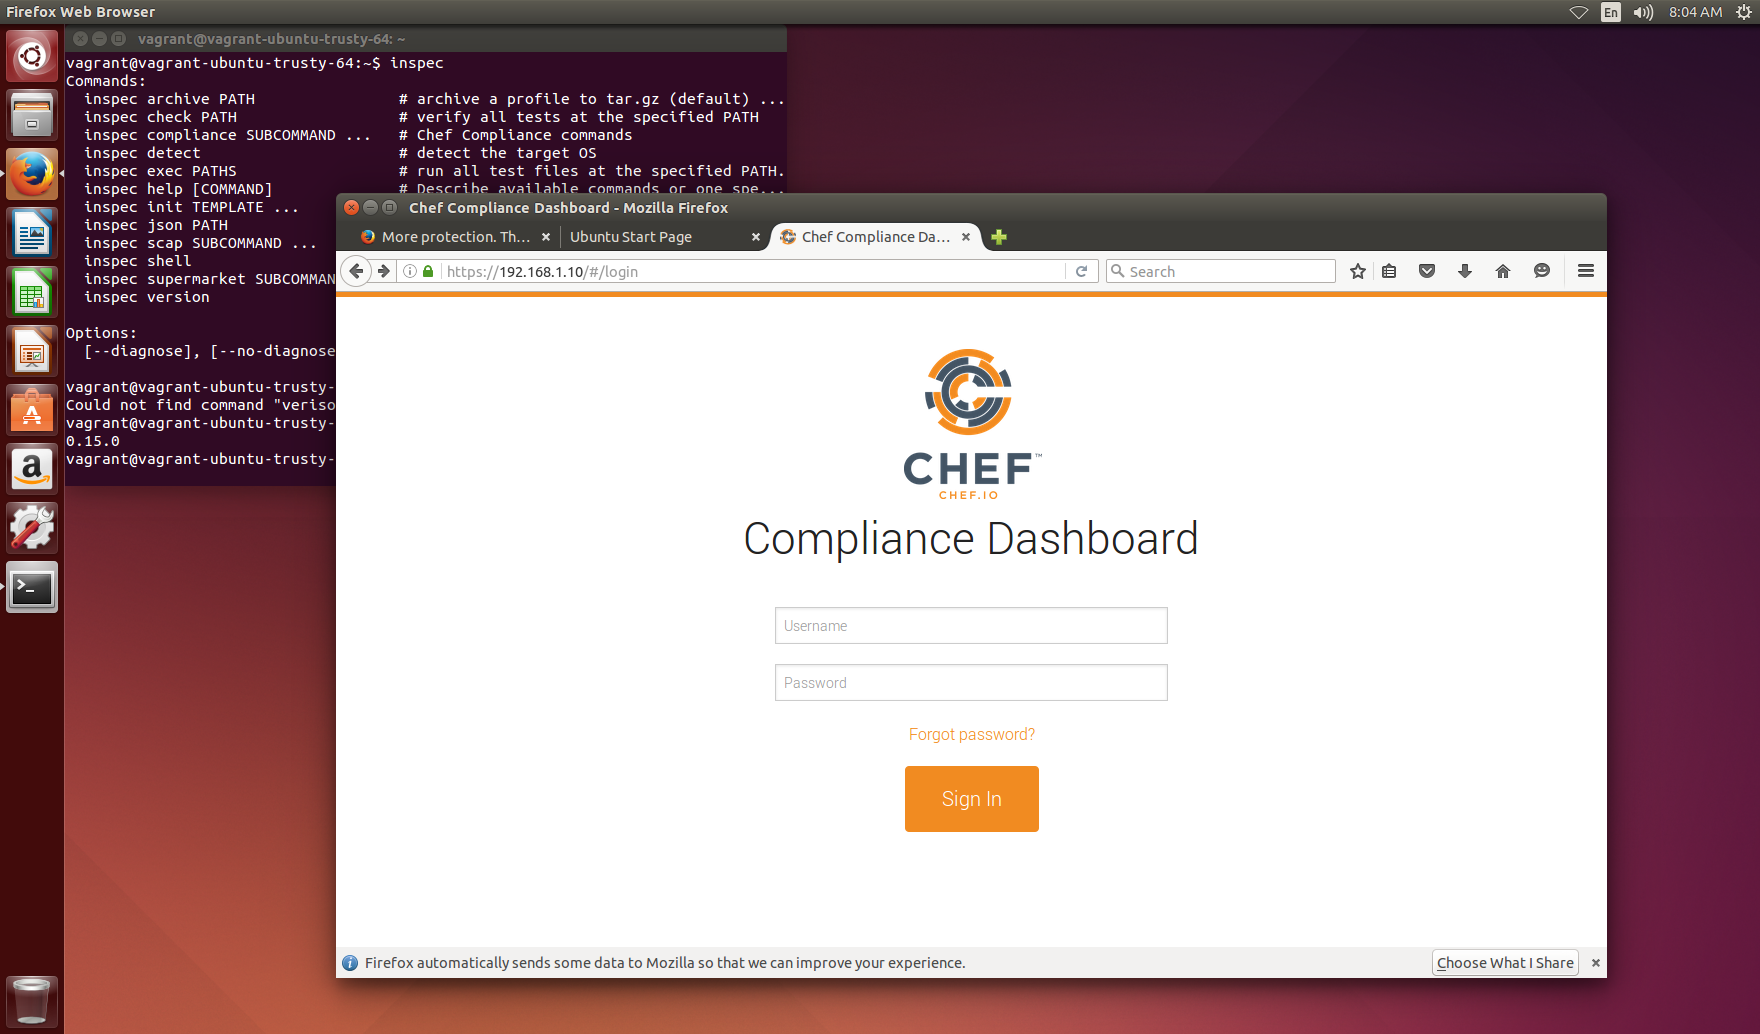 Firefox Web Browser
En
8:04 AM
vagrant@vagrant-ubuntu-trusty-64: ~
vagrant@vagrant-ubuntu-trusty-64:~$ inspec
Commands:
inspec archive PATH # archive a profile to tar.gz (default) ...
inspec check PATH # verify all tests at the specified PATH
inspec compliance SUBCOMMAND ... # Chef Compliance commands
inspec detect # detect the target OS
inspec exec PATHS # run all test files at the specified PATH.
inspec help [COMMAND] # Describe available commands or one spe...
inspec init TEMPLATE ...
inspec json PATH
inspec scap SUBCOMMAND ...
inspec shell
inspec supermarket SUBCOMMAN
inspec version
Options:
[--diagnose], [--no-diagnose
vagrant@vagrant-ubuntu-trusty-
Could not find command "veriso
vagrant@vagrant-ubuntu-trusty-
0.15.0
vagrant@vagrant-ubuntu-trusty-
Chef Compliance Dashboard - Mozilla Firefox
More protection. Th...
Ubuntu Start Page
Chef Compliance Da...
https://192.168.1.10/#/login
Search
CHEF™
CHEF.IO
Compliance Dashboard
Username
Password
Forgot password?
Sign In
Firefox automatically sends some data to Mozilla so that we can improve your experience.
Choose What I Share